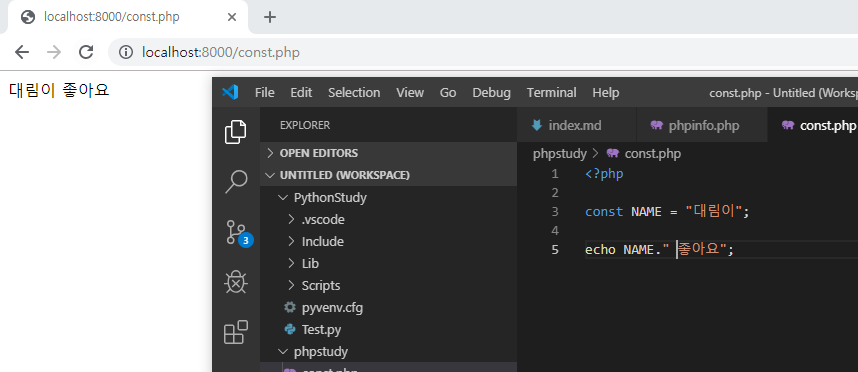 localhost:8000/const.php
localhost:8000/const.php
대림이 좋아요
File Edit Selection View Go Debug Terminal Help const.php - Untitled (Worksp
EXPLORER
index.md phpinfo.php const.php
OPEN EDITORS
phpstudy > const.php
UNTITLED (WORKSPACE)
PythonStudy
.vscode
Include
Lib
Scripts
pyvenv.cfg
Test.py
phpstudy
const.php
3
1 <?php
2
3 const NAME = "대림이";
4
5 echo NAME." 좋아요";